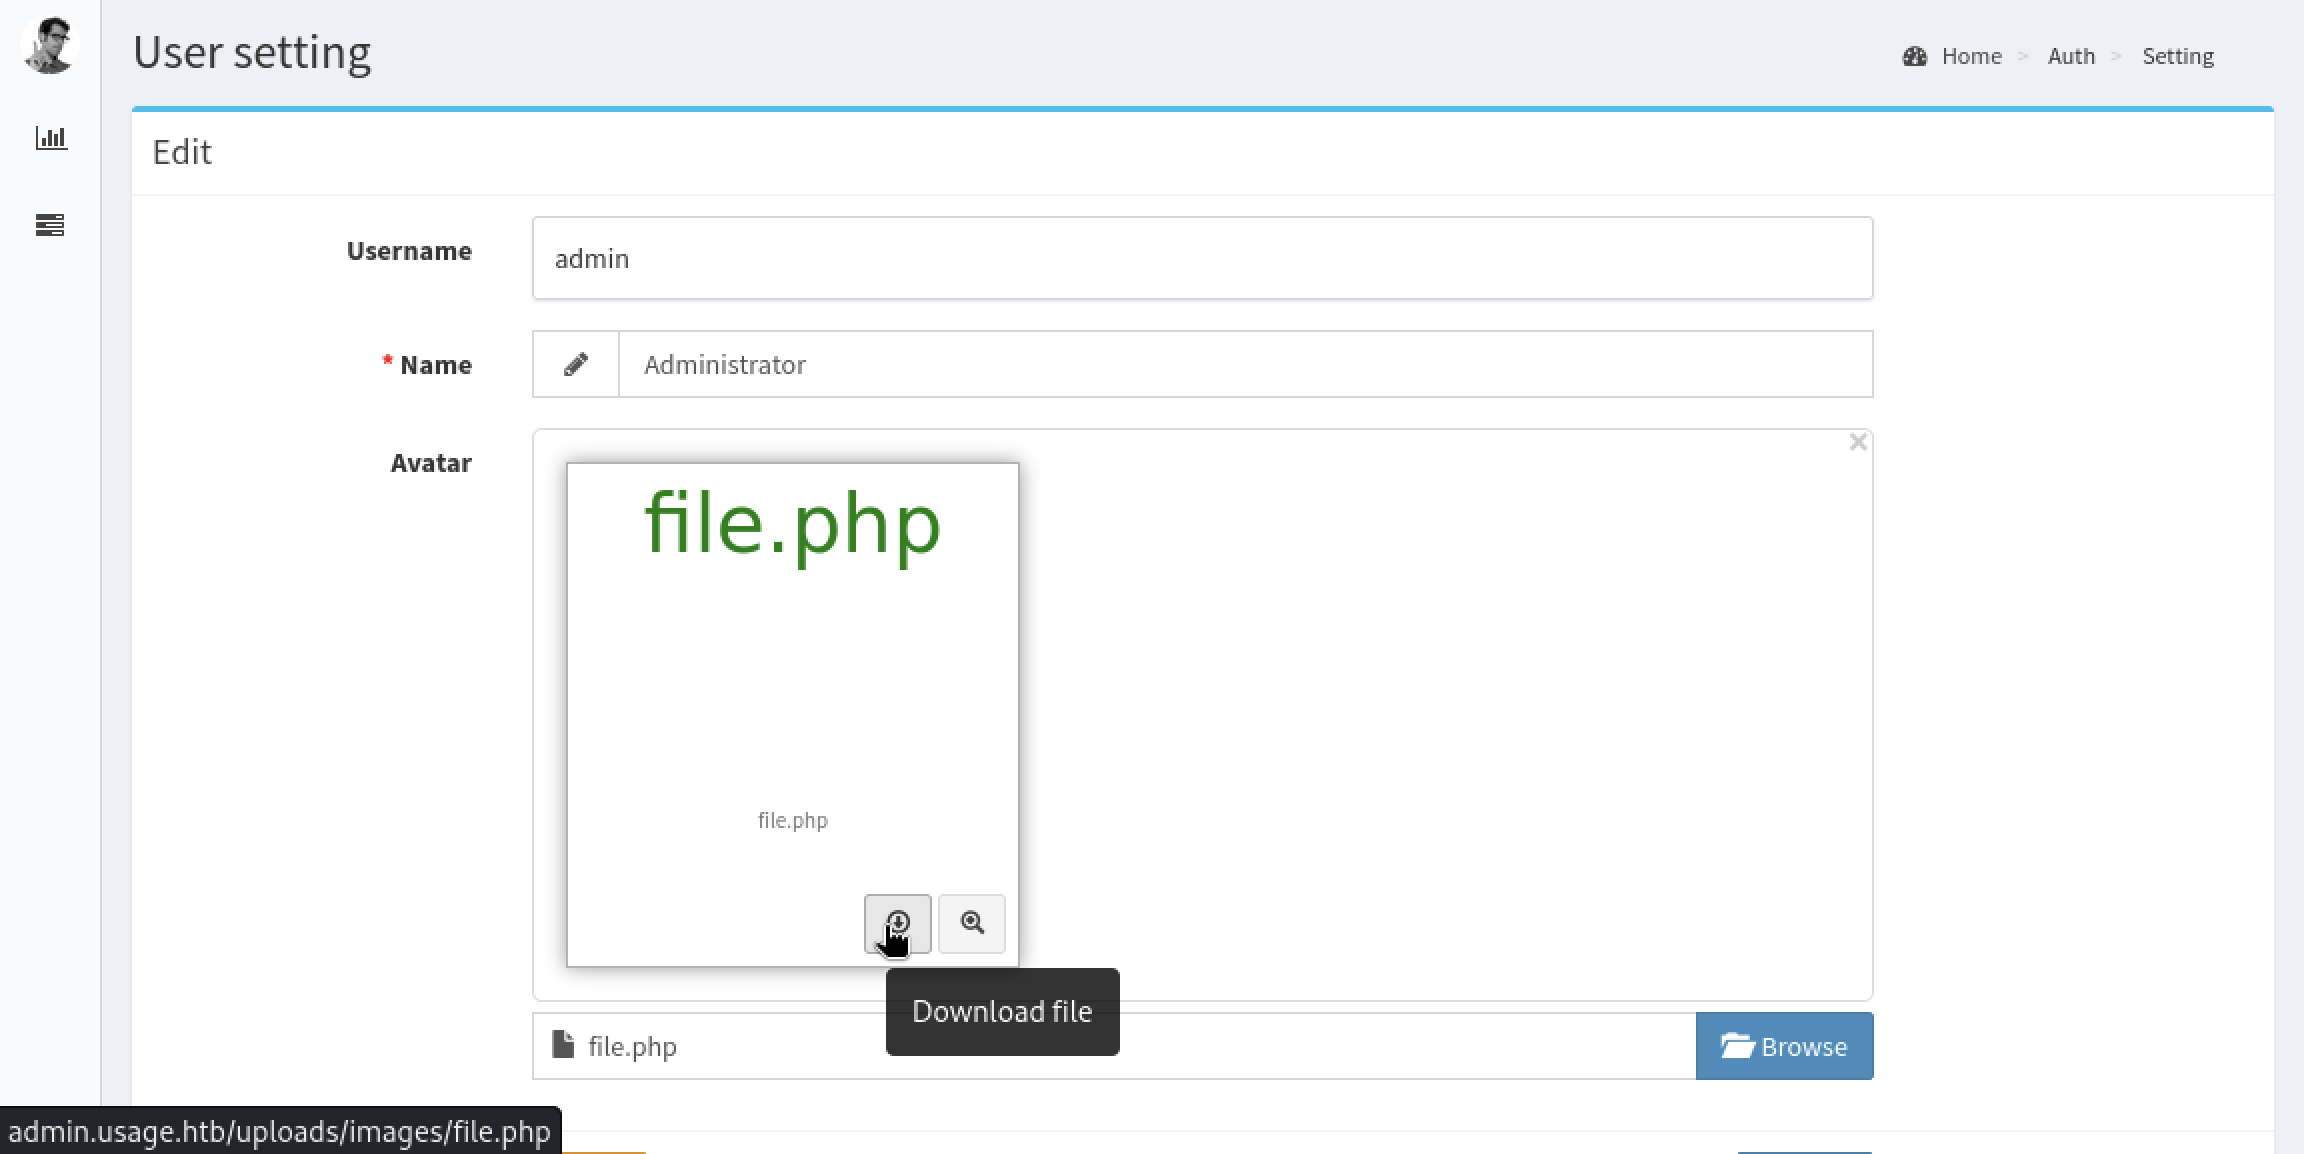 User setting
Home > Auth > Setting
Edit
Username
admin
* Name
Administrator
Avatar
file.php
file.php
Download file
file.php
Browse
admin.usage.htb/uploads/images/file.php